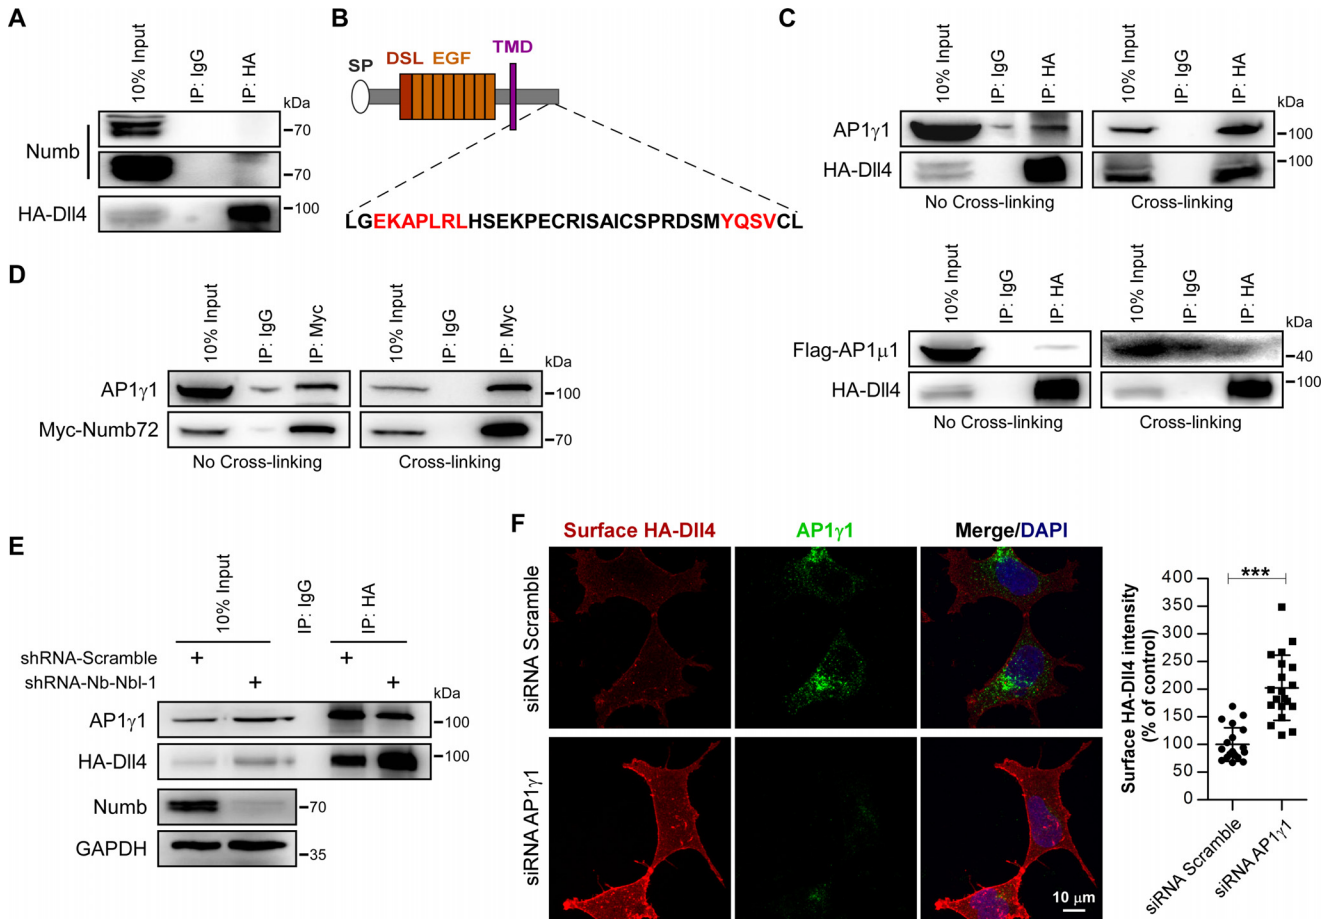 A
10% Input
IP: IgG
IP: HA
kDa
Numb
70
70
HA-Dll4
100
B
SP
DSL
EGF
TMD
LGEKAPLRLHSEKPECRISAICSPRDSMYQSVCL
C
10% Input
IP: IgG
IP: HA
10% Input
IP: IgG
IP: HA
kDa
AP1γ1
100
HA-Dll4
100
No Cross-linking
Cross-linking
10% Input
IP: IgG
IP: HA
10% Input
IP: IgG
IP: HA
kDa
Flag-AP1μ1
40
HA-Dll4
100
No Cross-linking
Cross-linking
D
10% Input
IP: IgG
IP: Myc
10% Input
IP: IgG
IP: Myc
kDa
AP1γ1
100
Myc-Numb72
70
No Cross-linking
Cross-linking
E
10% Input
IP: IgG
IP: HA
shRNA-Scramble + +
shRNA-Nb-Nbl-1 + +
kDa
AP1γ1
100
HA-Dll4
100
Numb
70
GAPDH
35
F
Surface HA-Dll4
AP1γ1
Merge/DAPI
siRNA Scramble
siRNA AP1γ1
10 μm
Surface HA-Dll4 intensity
(% of control)
400
350
300
250
200
150
100
50
0
***
siRNA Scramble
siRNA AP1γ1